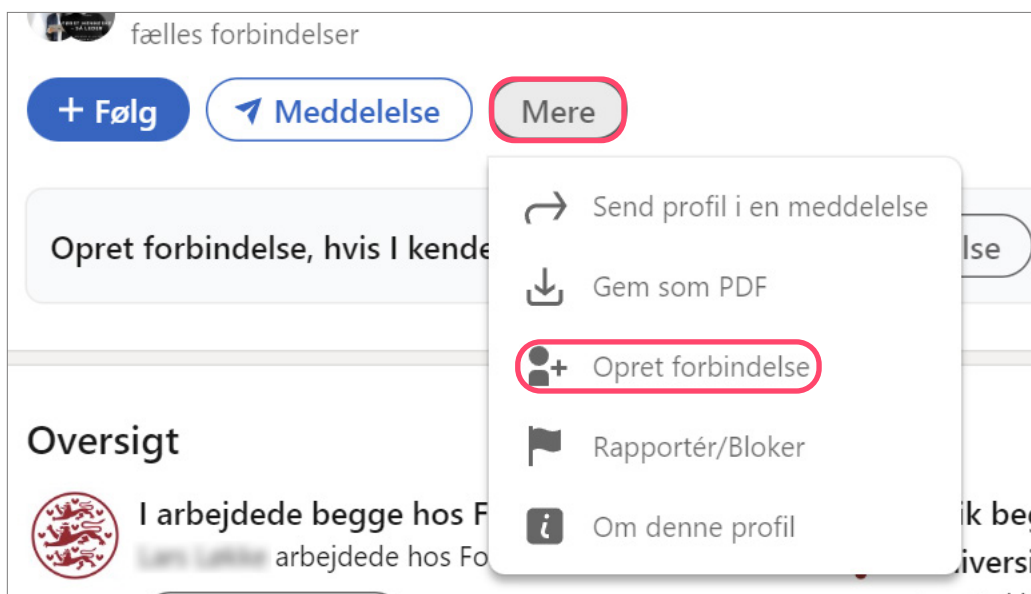 fælles forbindelser
+ Følg
Meddelelse
Mere
Send profil i en meddelelse
Opret forbindelse, hvis I kende
lse
Gem som PDF
Opret forbindelse
Rapportér/Bloker
Om denne profil
Oversigt
I arbejdede begge hos F
ik beg
arbejdede hos Fo
iversi